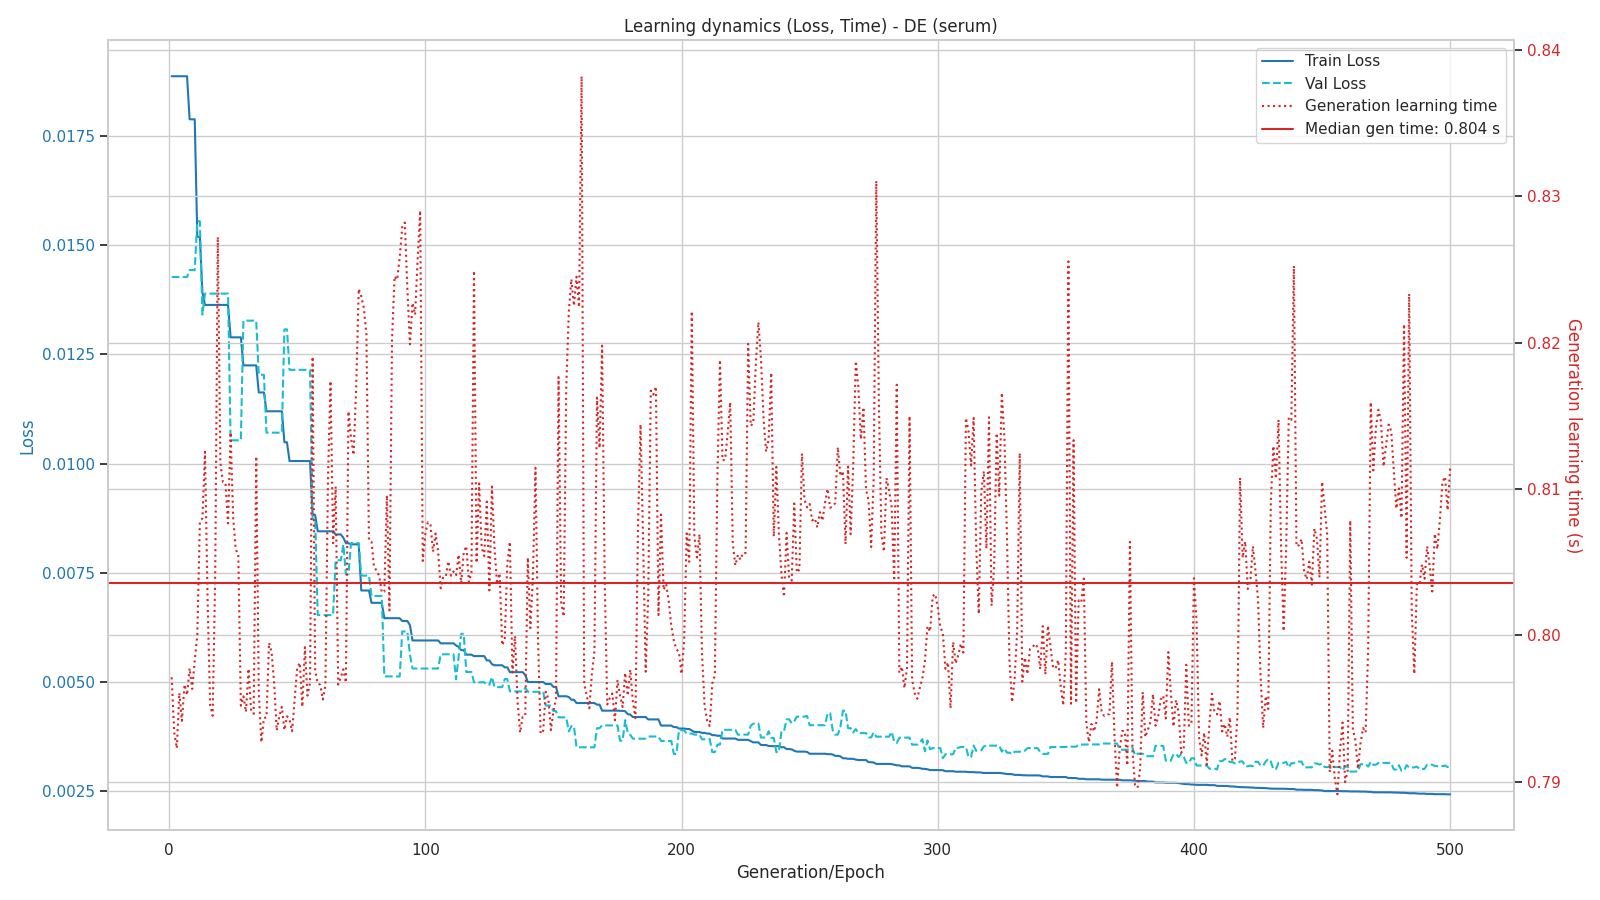 Learning dynamics (Loss, Time) - DE (serum)
Train Loss
Val Loss
Generation learning time
Median gen time: 0.804 s
Loss
0.0175
0.0150
0.0125
0.0100
0.0075
0.0050
0.0025
0.84
0.83
0.82
0.81
0.80
0.79
Generation learning time (s)
0
100
200
300
400
500
Generation/Epoch